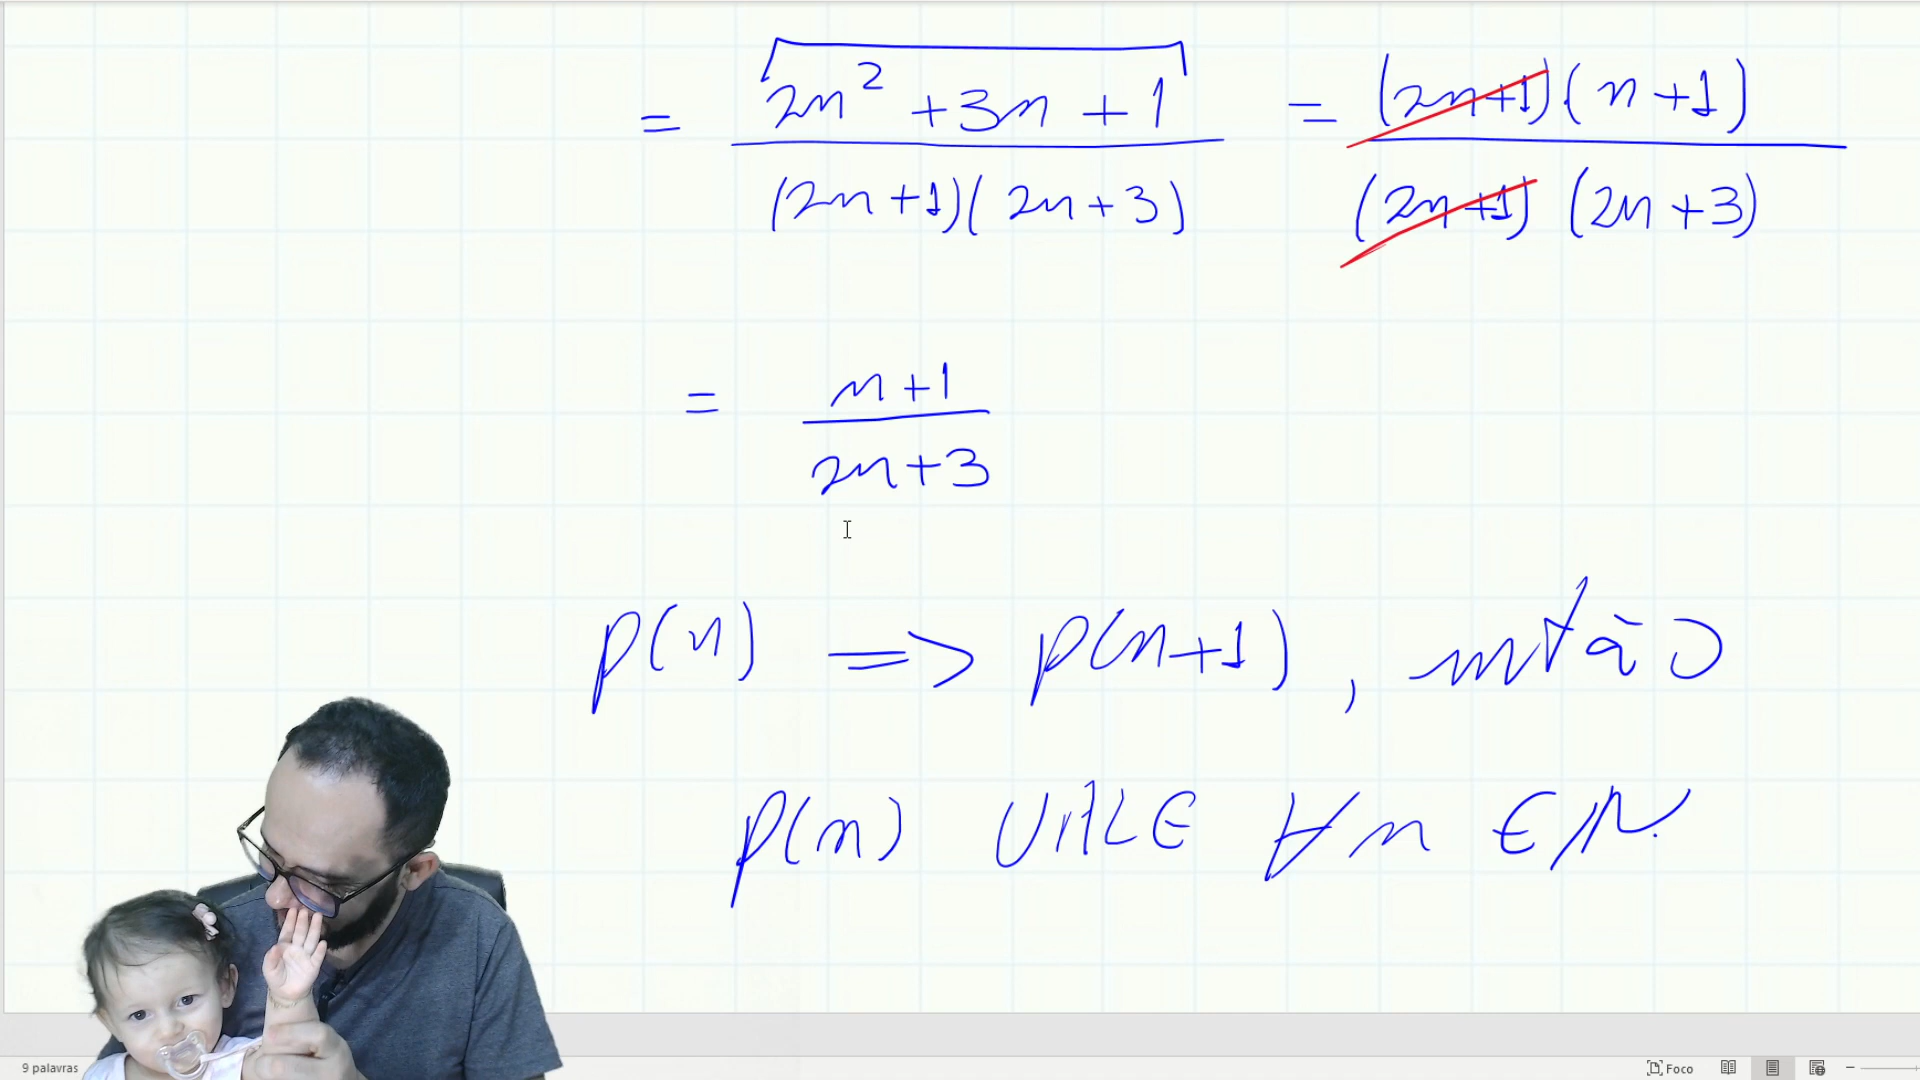 = 2n² + 3n + 1 / (2n+1)(2n+3) = (2n+1)(n+1) / (2n+1)(2n+3)
= n+1 / 2n+3
P(n) => P(n+1), então
P(n) VALE ∀ n ∈ ℕ.
9 palavras
Foco